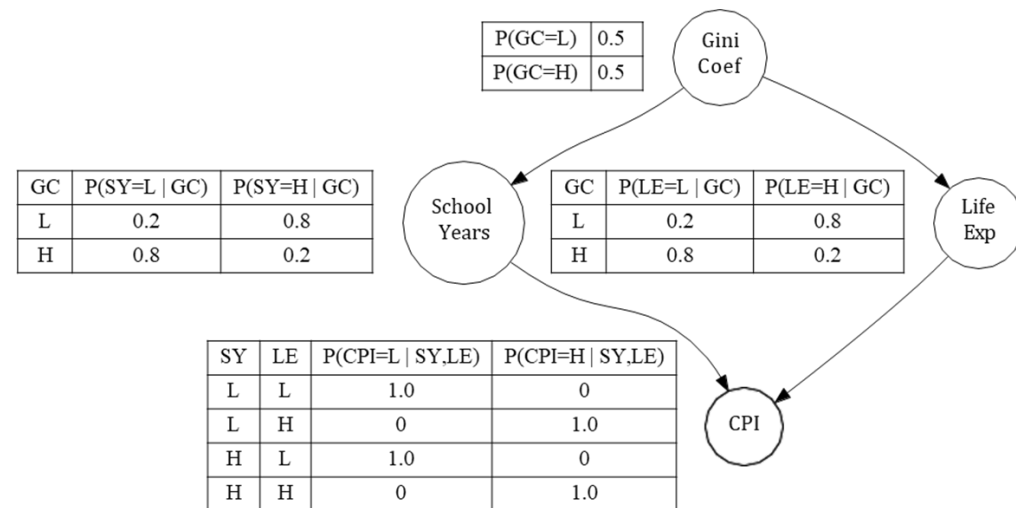 P(GC=L) 0.5
P(GC=H) 0.5
Gini
Coef
GC P(SY=L | GC) P(SY=H | GC)
L 0.2 0.8
H 0.8 0.2
School
Years
GC P(LE=L | GC) P(LE=H | GC)
L 0.2 0.8
H 0.8 0.2
Life
Exp
SY LE P(CPI=L | SY,LE) P(CPI=H | SY,LE)
L L 1.0 0
L H 0 1.0
H L 1.0 0
H H 0 1.0
CPI